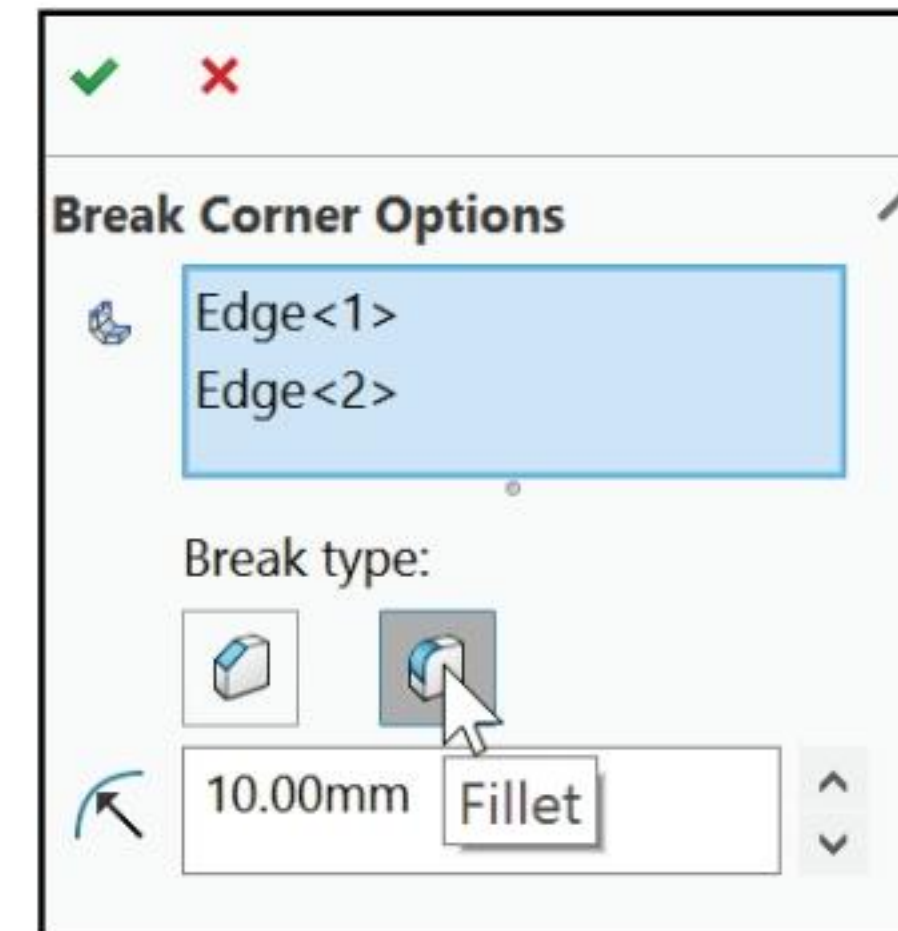 Break Corner Options
Edge<1>
Edge<2>
Break type:
10.00mm
Fillet